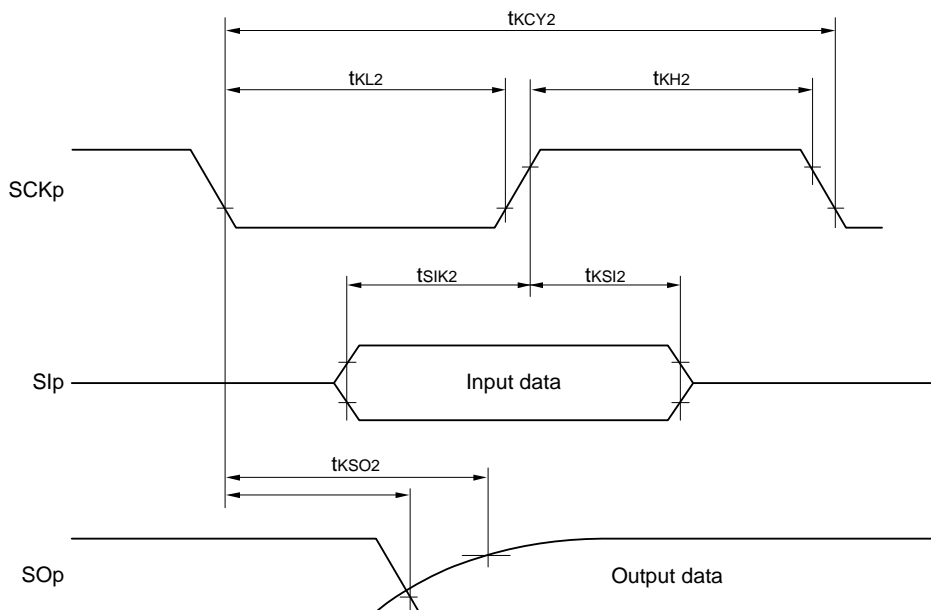 tKCY2
tKL2
tKH2
SCKp
tSIK2
tKSI2
SIp
Input data
tKSO2
SOp
Output data